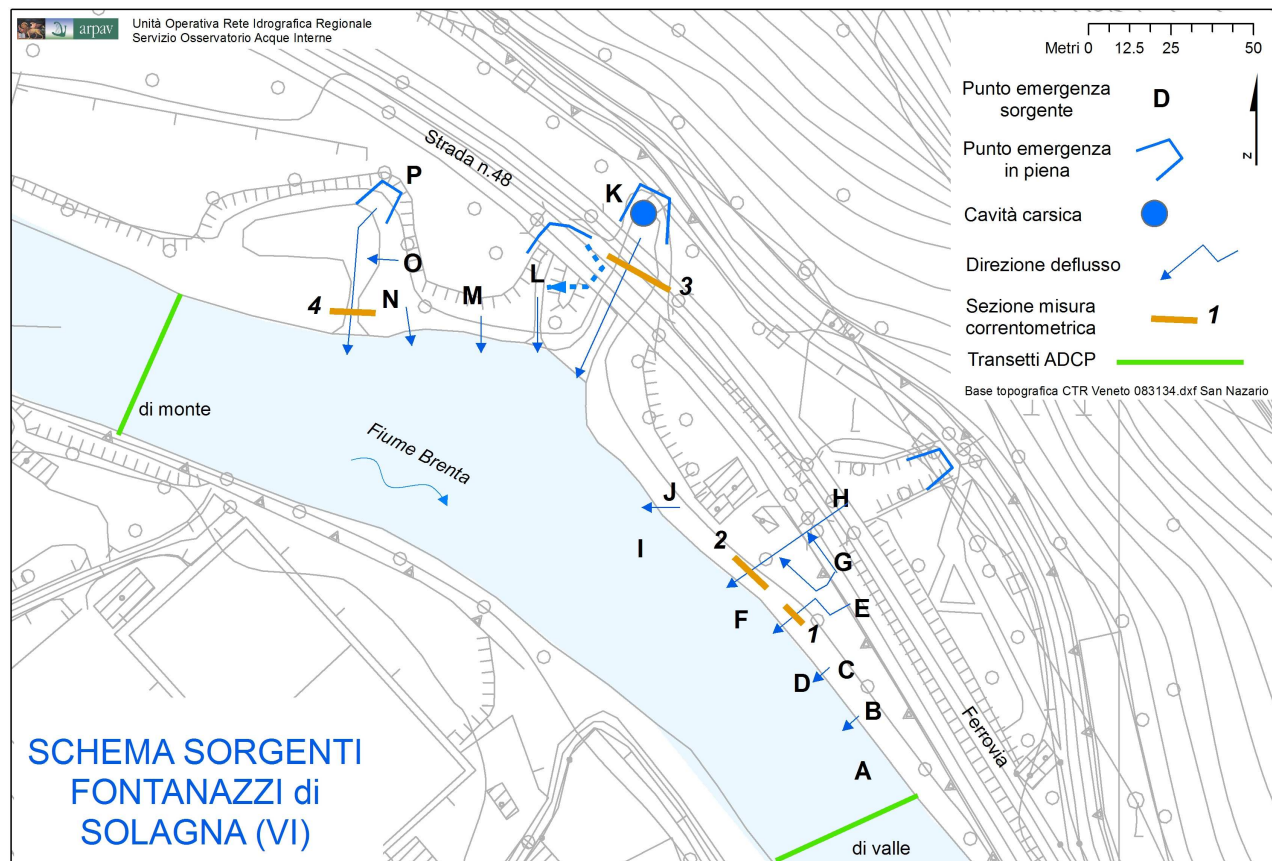 arpav
Unità Operativa Rete Idrografica Regionale
Servizio Osservatorio Acque Interne
Metri 0 12.5 25 50
Punto emergenza
sorgente
D
Punto emergenza
in piena
Cavità carsica
Direzione deflusso
Sezione misura
correntometrica
1
Transetti ADCP
Base topografica CTR Veneto 083134.dxf San Nazario
N
Strada n.48
P
K
O
L
3
N
M
4
di monte
Fiume Brenta
J
H
I
2
G
F
E
1
D
C
B
A
Ferrovia
di valle
SCHEMA SORGENTI
FONTANAZZI di
SOLAGNA (VI)